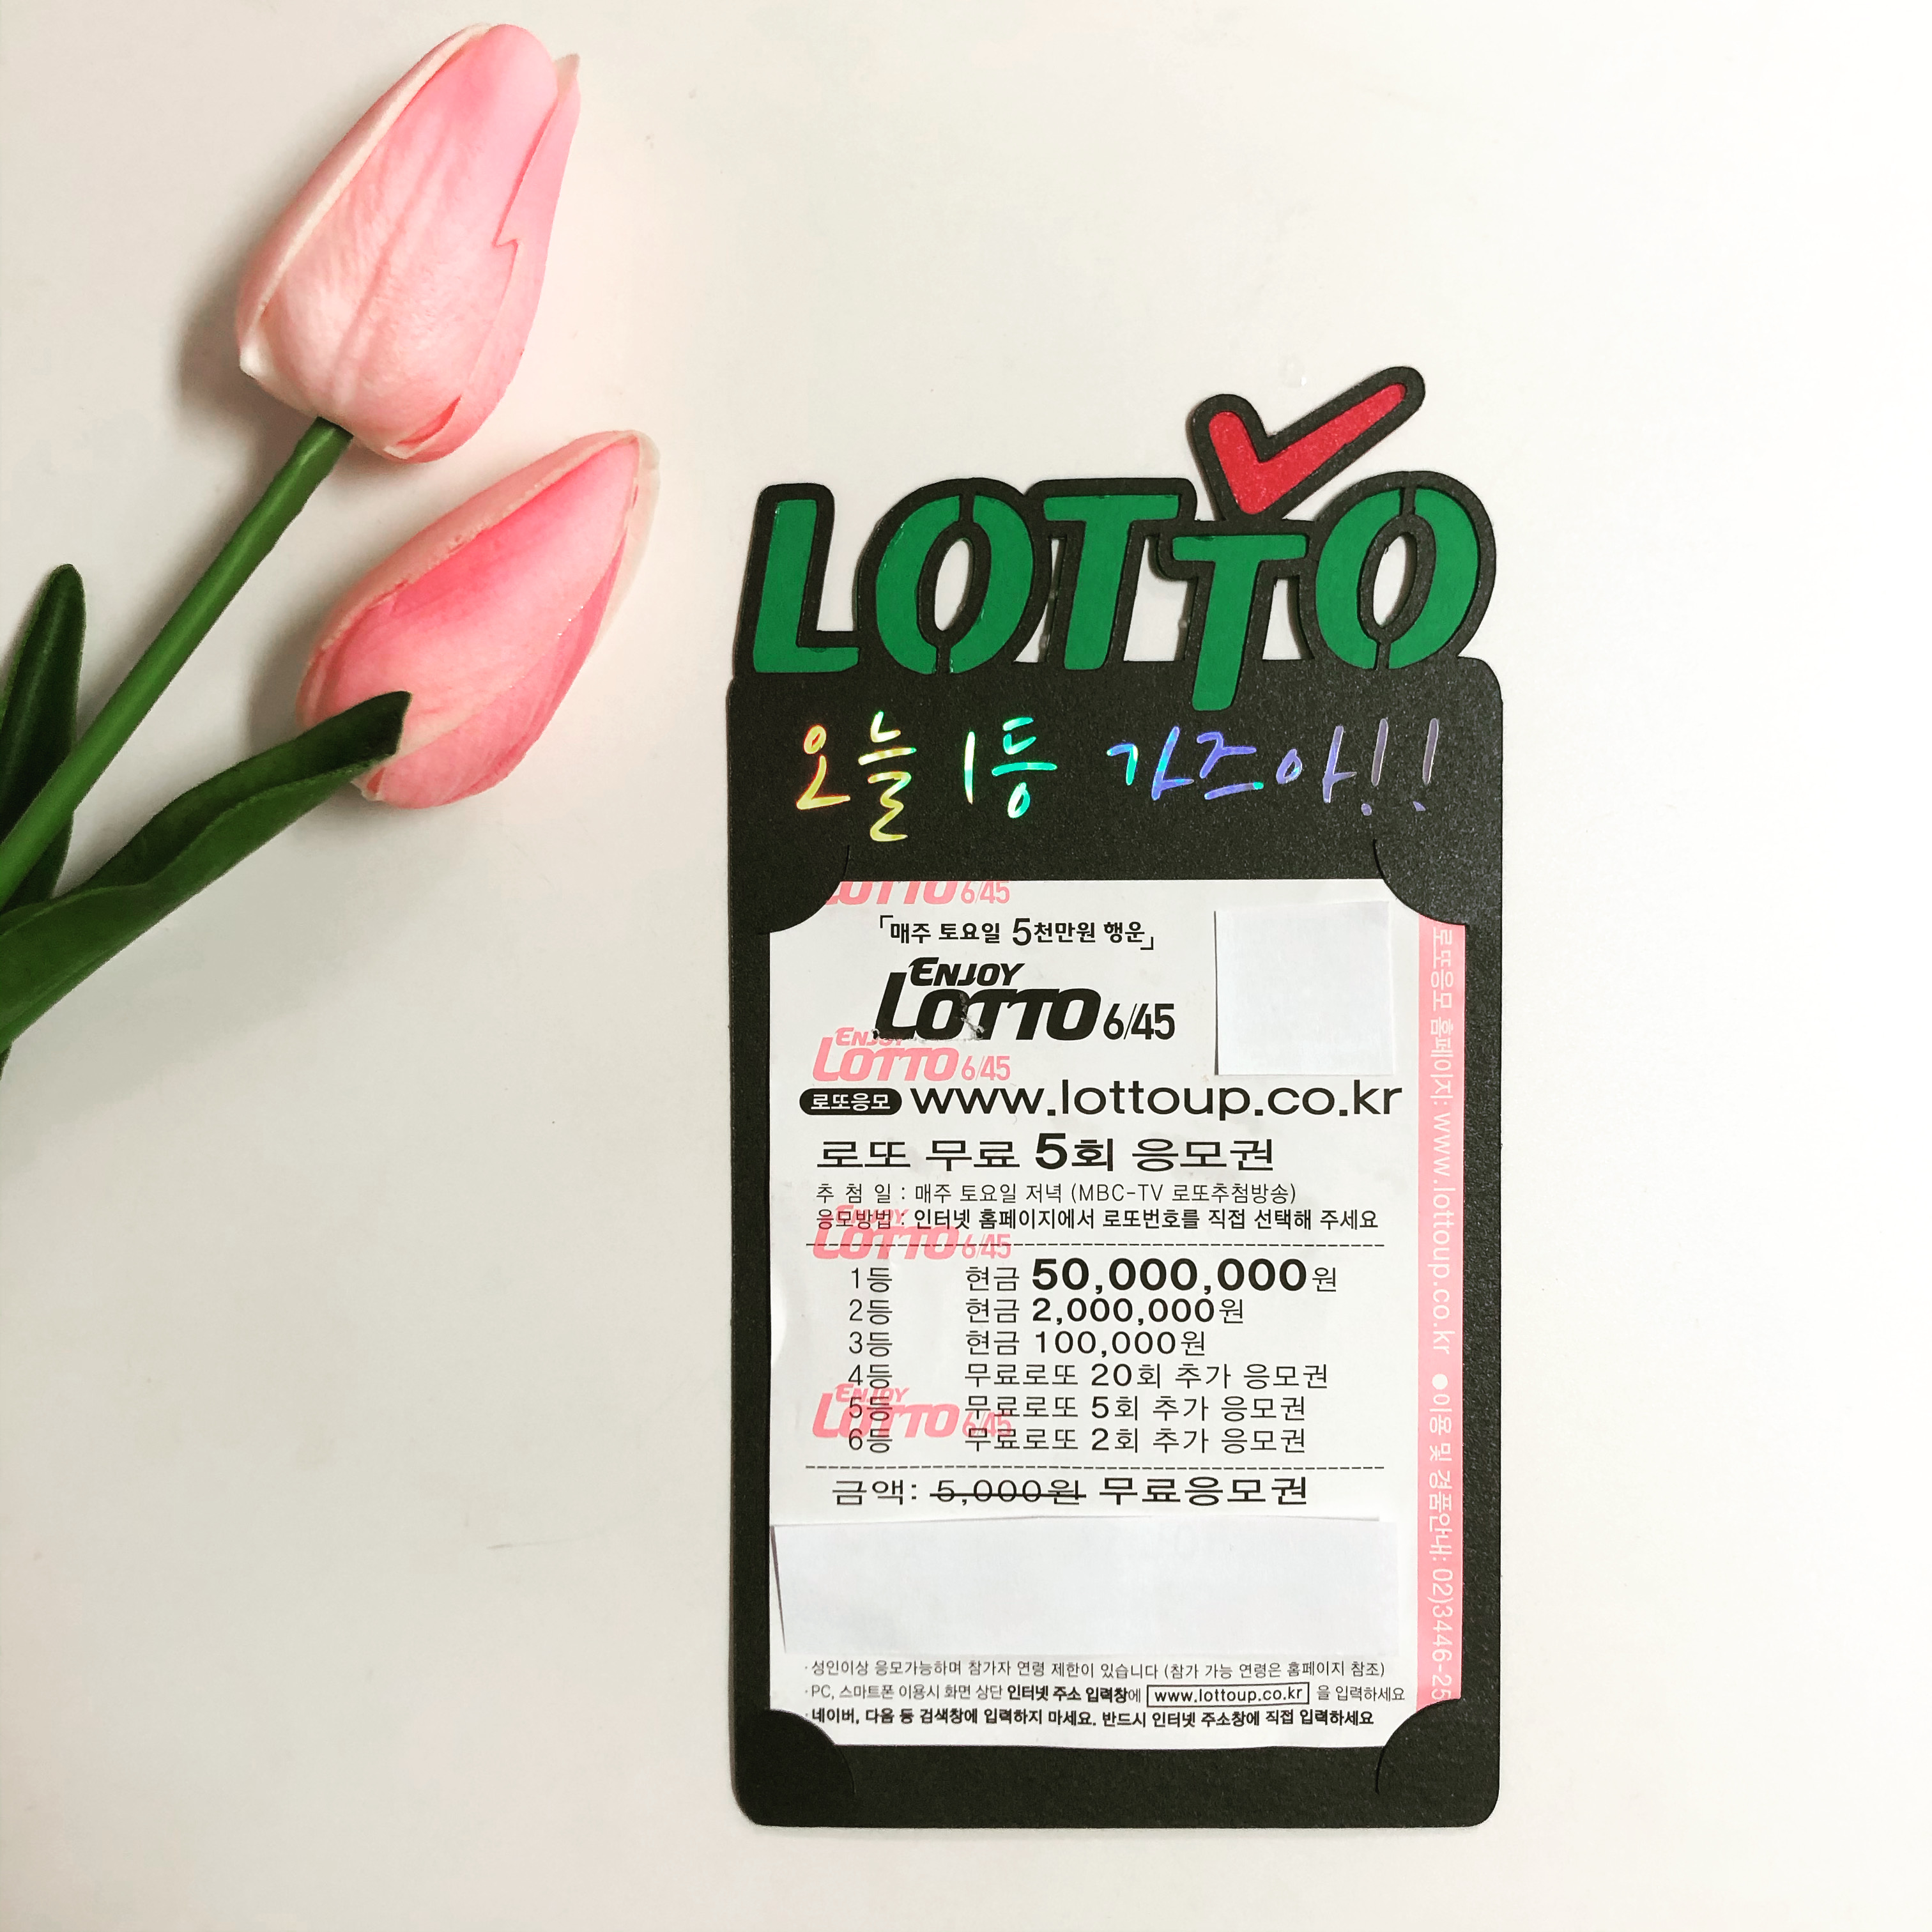 LOTTO
오늘 1등 가즈아!!
LOTTO 6/45
「매주 토요일 5천만원 행운」
ENJOY
LOTTO 6/45
ENJOY
LOTTO 6/45
로또응모 www.lottoup.co.kr
로또 무료 5회 응모권
추 첨 일 : 매주 토요일 저녁 (MBC-TV 로또추첨방송)
응모방법 : 인터넷 홈페이지에서 로또번호를 직접 선택해 주세요
ENJOY
LOTTO 6/45
1등 현금 50,000,000원
2등 현금 2,000,000원
3등 현금 100,000원
4등 무료로또 20회 추가 응모권
5등 무료로또 5회 추가 응모권
6등 무료로또 2회 추가 응모권
ENJOY
LOTTO 6/45
금액: 5,000원 무료응모권
·성인이상 응모가능하며 참가자 연령 제한이 있습니다 (참가 가능 연령은 홈페이지 참조)
·PC, 스마트폰 이용시 화면 상단 인터넷 주소 입력창에 www.lottoup.co.kr 을 입력하세요
·네이버, 다음 등 검색창에 입력하지 마세요. 반드시 인터넷 주소창에 직접 입력하세요
로또응모 홈페이지: www.lottoup.co.kr ●이용 및 경품안내: 02)3446-25